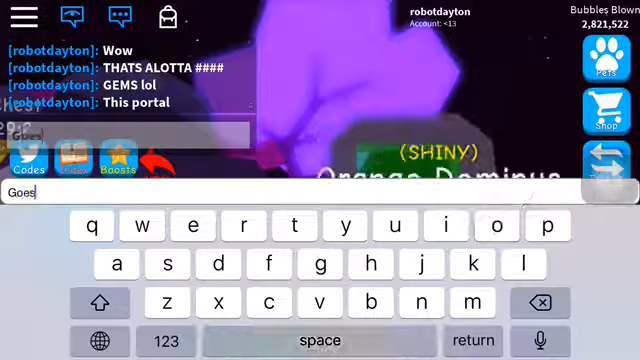 robotdayton
Account: <13
Bubbles Blown
2,821,522
[robotdayton]: Wow
[robotdayton]: THATS ALOTTA ####
[robotdayton]: GEMS lol
[robotdayton]: This portal
Goes
Pets
Shop
Codes
Index
Boosts
(SHINY)
Orange Dominus
Goes
q w e r t y u i o p
a s d f g h j k l
z x c v b n m
123
space
return